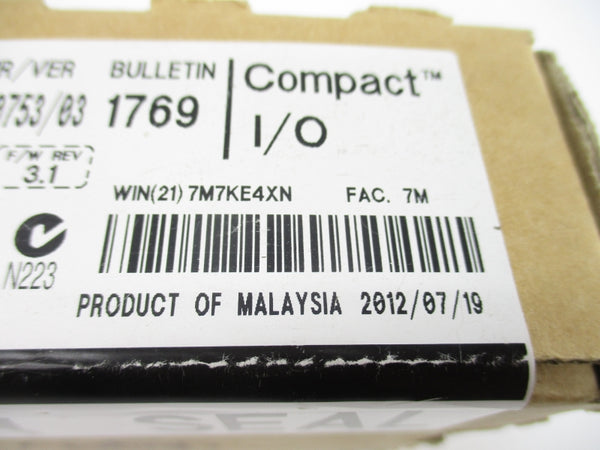 R/VER BULLETIN Compact™
9753/03 1769 I/O
F/W REV
3.1
WIN(21) 7M7KE4XN FAC. 7M
N223
PRODUCT OF MALAYSIA 2012/07/19
SEAL